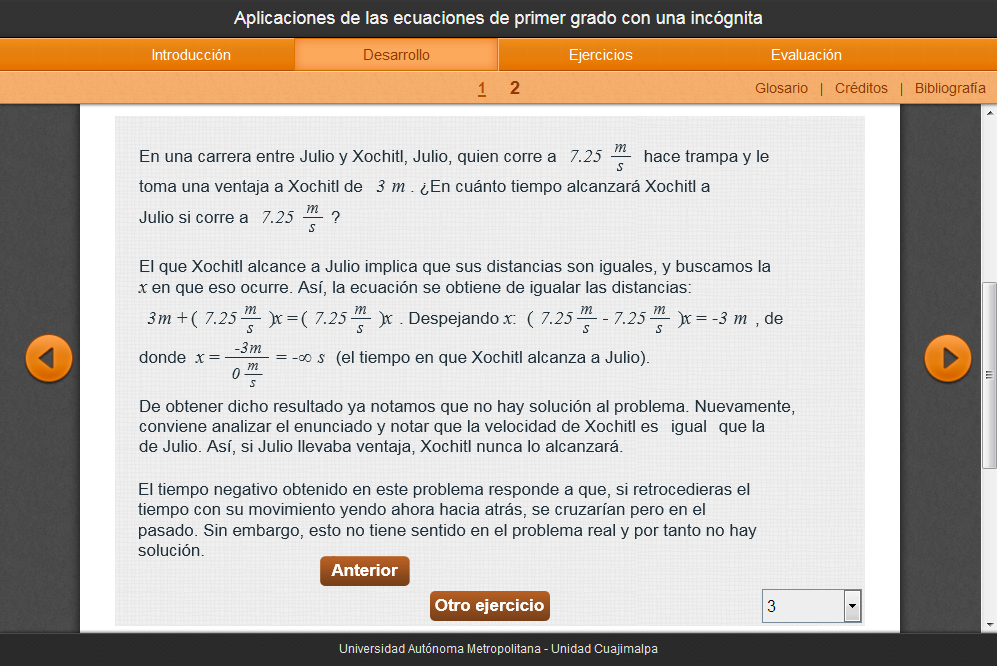 Aplicaciones de las ecuaciones de primer grado con una incógnita
Introducción Desarrollo Ejercicios Evaluación
1 2 Glosario | Créditos | Bibliografía
En una carrera entre Julio y Xochitl, Julio, quien corre a 7.25 m/s hace trampa y le
toma una ventaja a Xochitl de 3 m . ¿En cuánto tiempo alcanzará Xochitl a
Julio si corre a 7.25 m/s ?
El que Xochitl alcance a Julio implica que sus distancias son iguales, y buscamos la
x en que eso ocurre. Así, la ecuación se obtiene de igualar las distancias:
3m + ( 7.25 m/s )x = ( 7.25 m/s )x . Despejando x: ( 7.25 m/s - 7.25 m/s )x = -3 m , de
donde x = -3m / 0 m/s = -∞ s (el tiempo en que Xochitl alcanza a Julio).
De obtener dicho resultado ya notamos que no hay solución al problema. Nuevamente,
conviene analizar el enunciado y notar que la velocidad de Xochitl es igual que la
de Julio. Así, si Julio llevaba ventaja, Xochitl nunca lo alcanzará.
El tiempo negativo obtenido en este problema responde a que, si retrocedieras el
tiempo con su movimiento yendo ahora hacia atrás, se cruzarían pero en el
pasado. Sin embargo, esto no tiene sentido en el problema real y por tanto no hay
solución.
Anterior
Otro ejercicio 3
Universidad Autónoma Metropolitana - Unidad Cuajimalpa